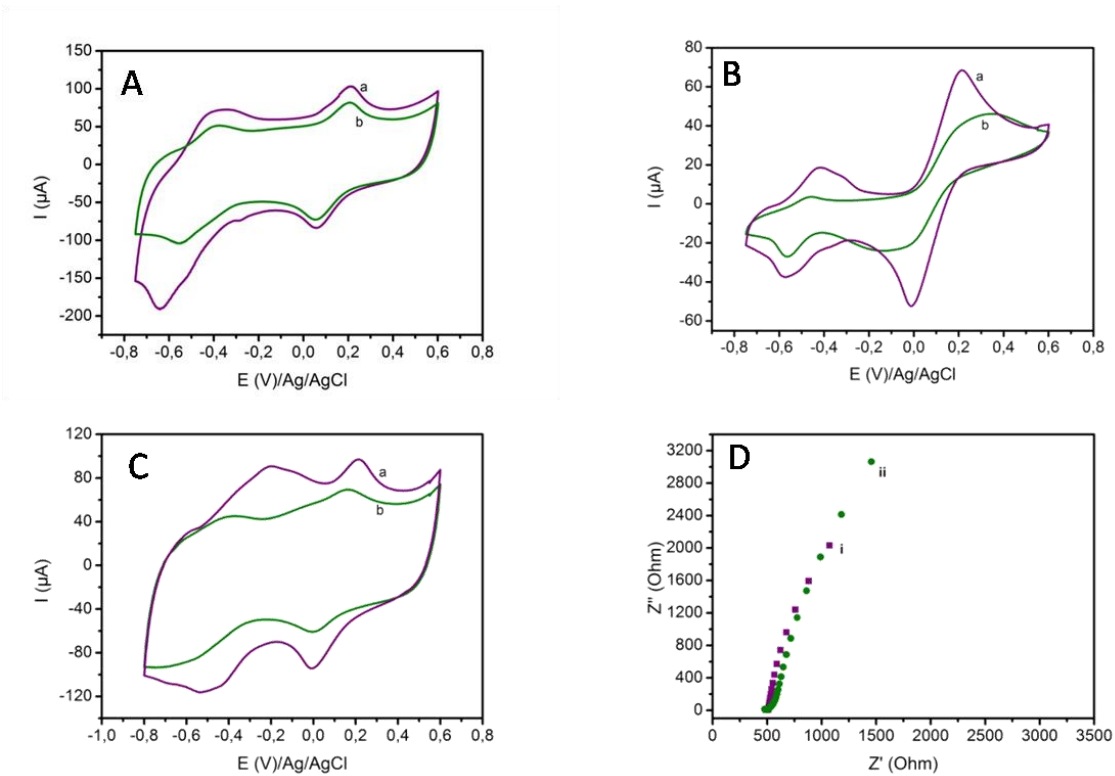 A
a
b
150
100
50
0
-50
-100
-150
-200
I (µA)
-0,8 -0,6 -0,4 -0,2 0,0 0,2 0,4 0,6 0,8
E (V)/Ag/AgCl
B
a
b
80
60
40
20
0
-20
-40
-60
I (µA)
-0,8 -0,6 -0,4 -0,2 0,0 0,2 0,4 0,6 0,8
E (V)/Ag/AgCl
C
a
b
120
80
40
0
-40
-80
-120
I (µA)
-1,0 -0,8 -0,6 -0,4 -0,2 0,0 0,2 0,4 0,6 0,8
E (V)/Ag/AgCl
D
ii
i
3200
2800
2400
2000
1600
1200
800
400
0
Z'' (Ohm)
0 500 1000 1500 2000 2500 3000 3500
Z' (Ohm)